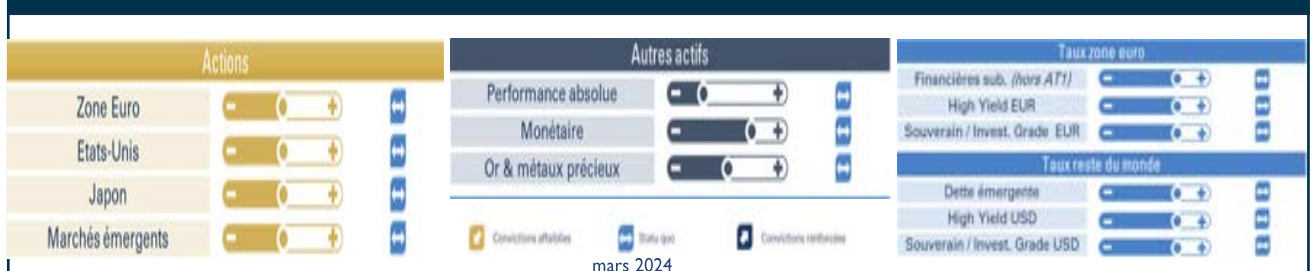 Actions
Zone Euro
Etats-Unis
Japon
Marchés émergents
Autres actifs
Performance absolue
Monétaire
Or & métaux précieux
Convictions affaiblies
Statu quo
Convictions renforcées
mars 2024
Taux zone euro
Financières sub. (hors AT1)
High Yield EUR
Souverain / Invest. Grade EUR
Taux reste du monde
Dette émergente
High Yield USD
Souverain / Invest. Grade USD